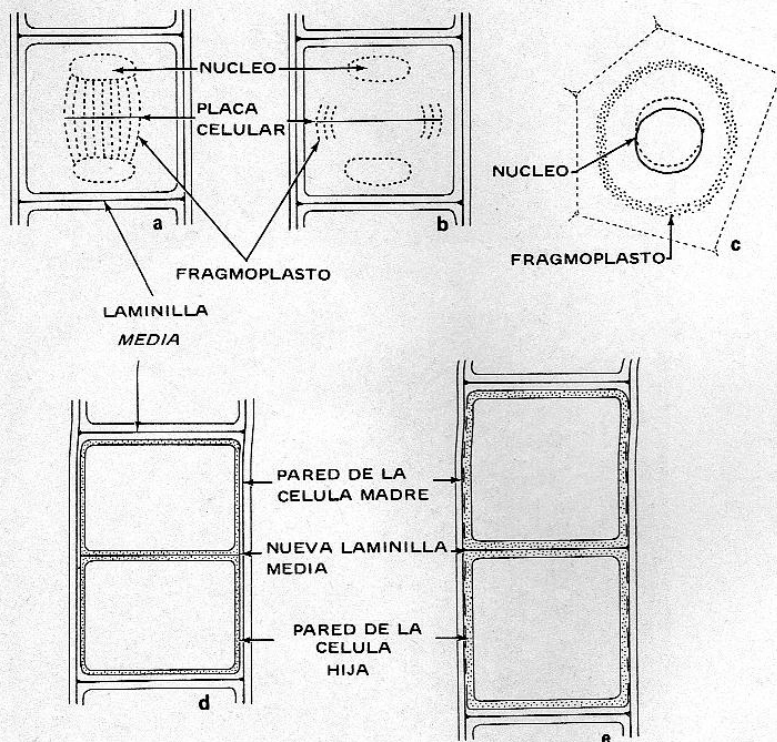 NUCLEO
PLACA
CELULAR
a
b
NUCLEO
c
FRAGMOPLASTO
FRAGMOPLASTO
LAMINILLA
MEDIA
PARED DE LA
CELULA MADRE
NUEVA LAMINILLA
MEDIA
PARED DE LA
CELULA
HIJA
d
e